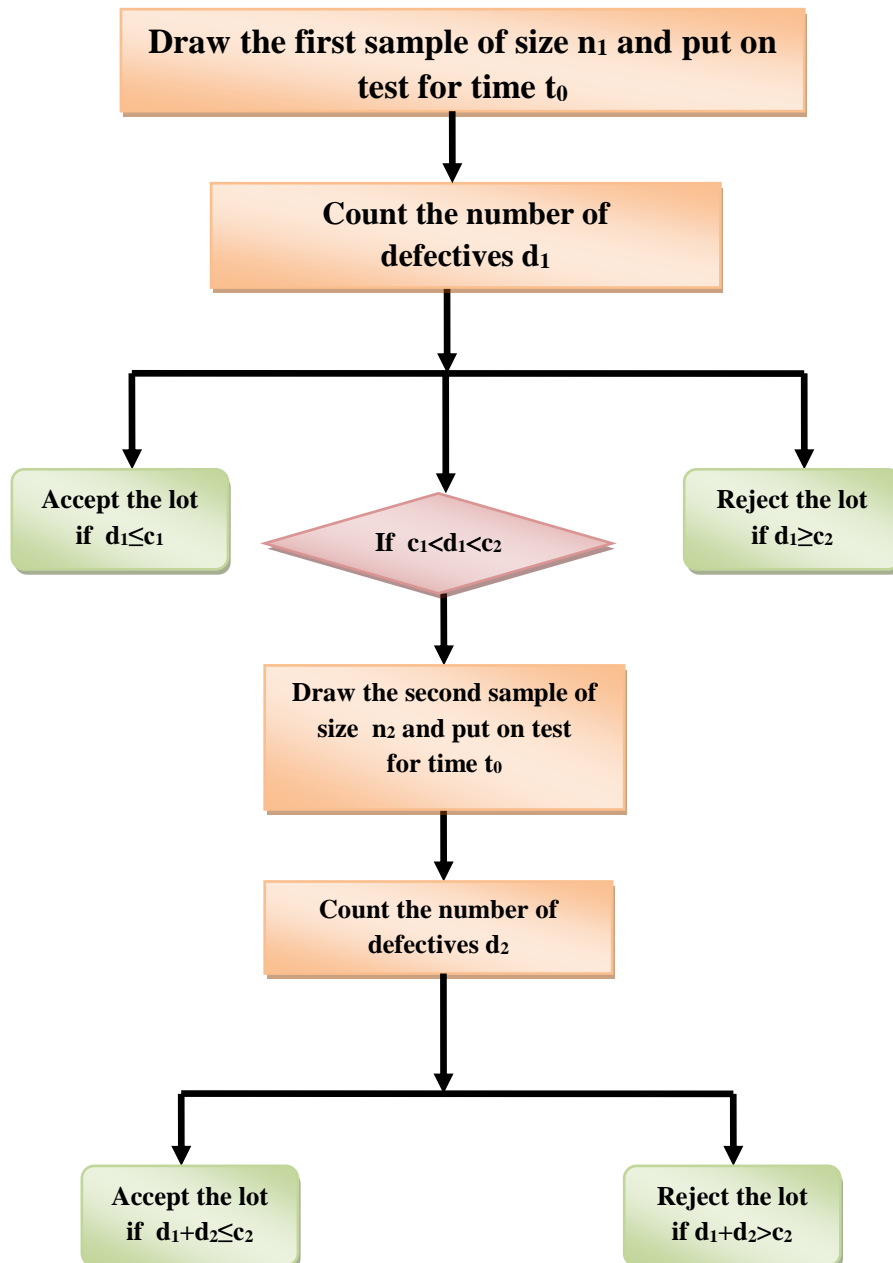 Draw the first sample of size n₁ and put on
test for time t₀
Count the number of
defectives d₁
Accept the lot
if d₁≤c₁
If c₁<d₁<c₂
Reject the lot
if d₁≥c₂
Draw the second sample of
size n₂ and put on test
for time t₀
Count the number of
defectives d₂
Accept the lot
if d₁+d₂≤c₂
Reject the lot
if d₁+d₂>c₂